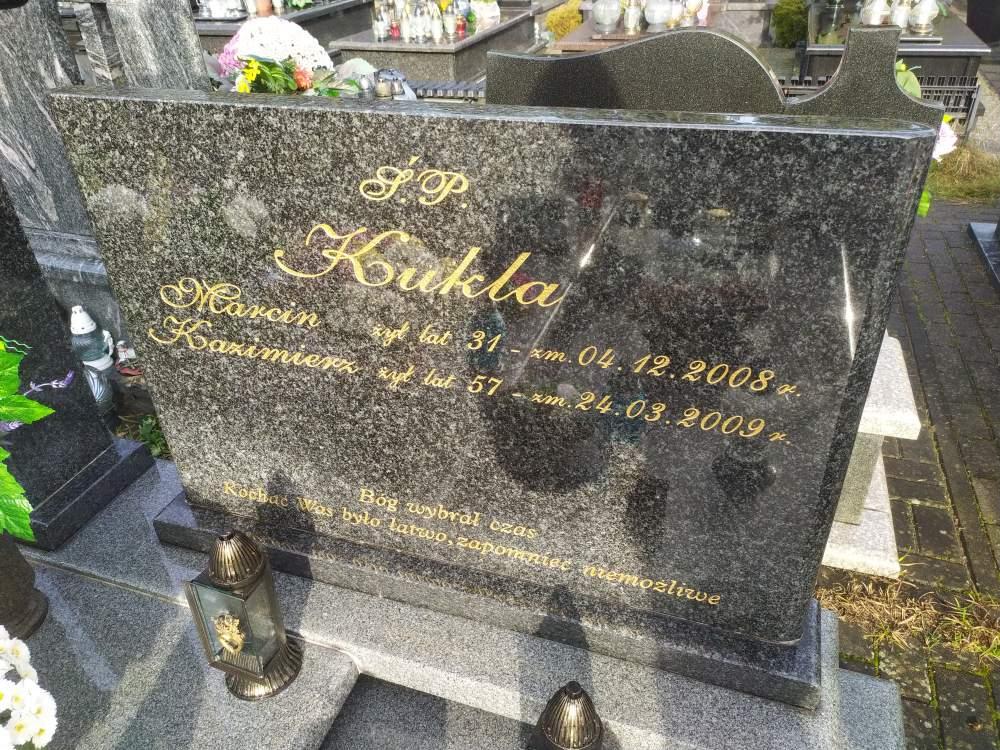 Ś.P.
Kukla
Marcin żył lat 31 - zm. 04.12.2008 r.
Kazimierz żył lat 57 - zm. 24.03.2009 r.
Bóg wybrał czas
Kochać Was było łatwo, zapomnieć niemożliwe